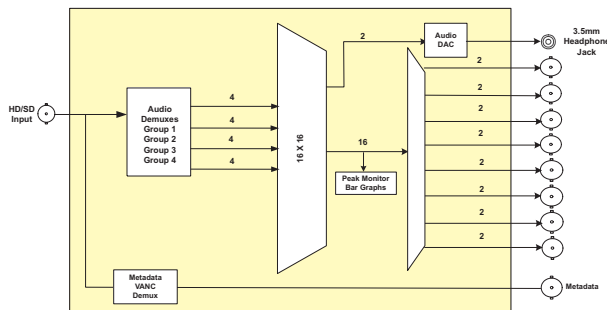 3.5mm
Headphone
Jack
2
Audio
DAC
2
HD/SD
Input
Audio
Demuxes
Group 1
Group 2
Group 3
Group 4
4
4
4
4
16 X 16
16
Peak Monitor
Bar Graphs
2
2
2
2
2
2
2
Metadata
VANC
Demux
Metadata